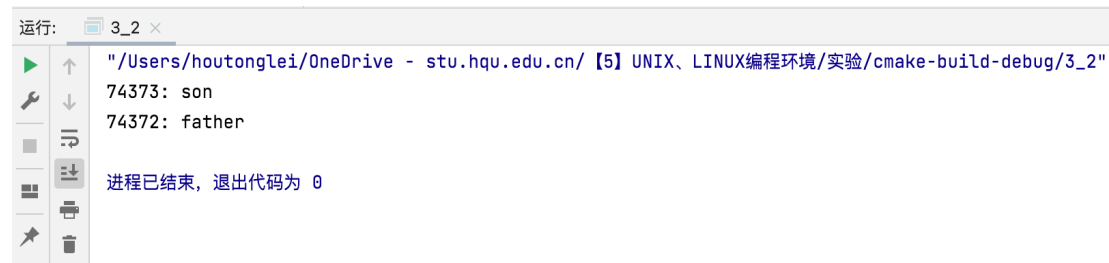 运行: 3_2
"/Users/houtonglei/OneDrive - stu.hqu.edu.cn/【5】UNIX、LINUX编程环境/实验/cmake-build-debug/3_2"
74373: son
74372: father
进程已结束，退出代码为 0